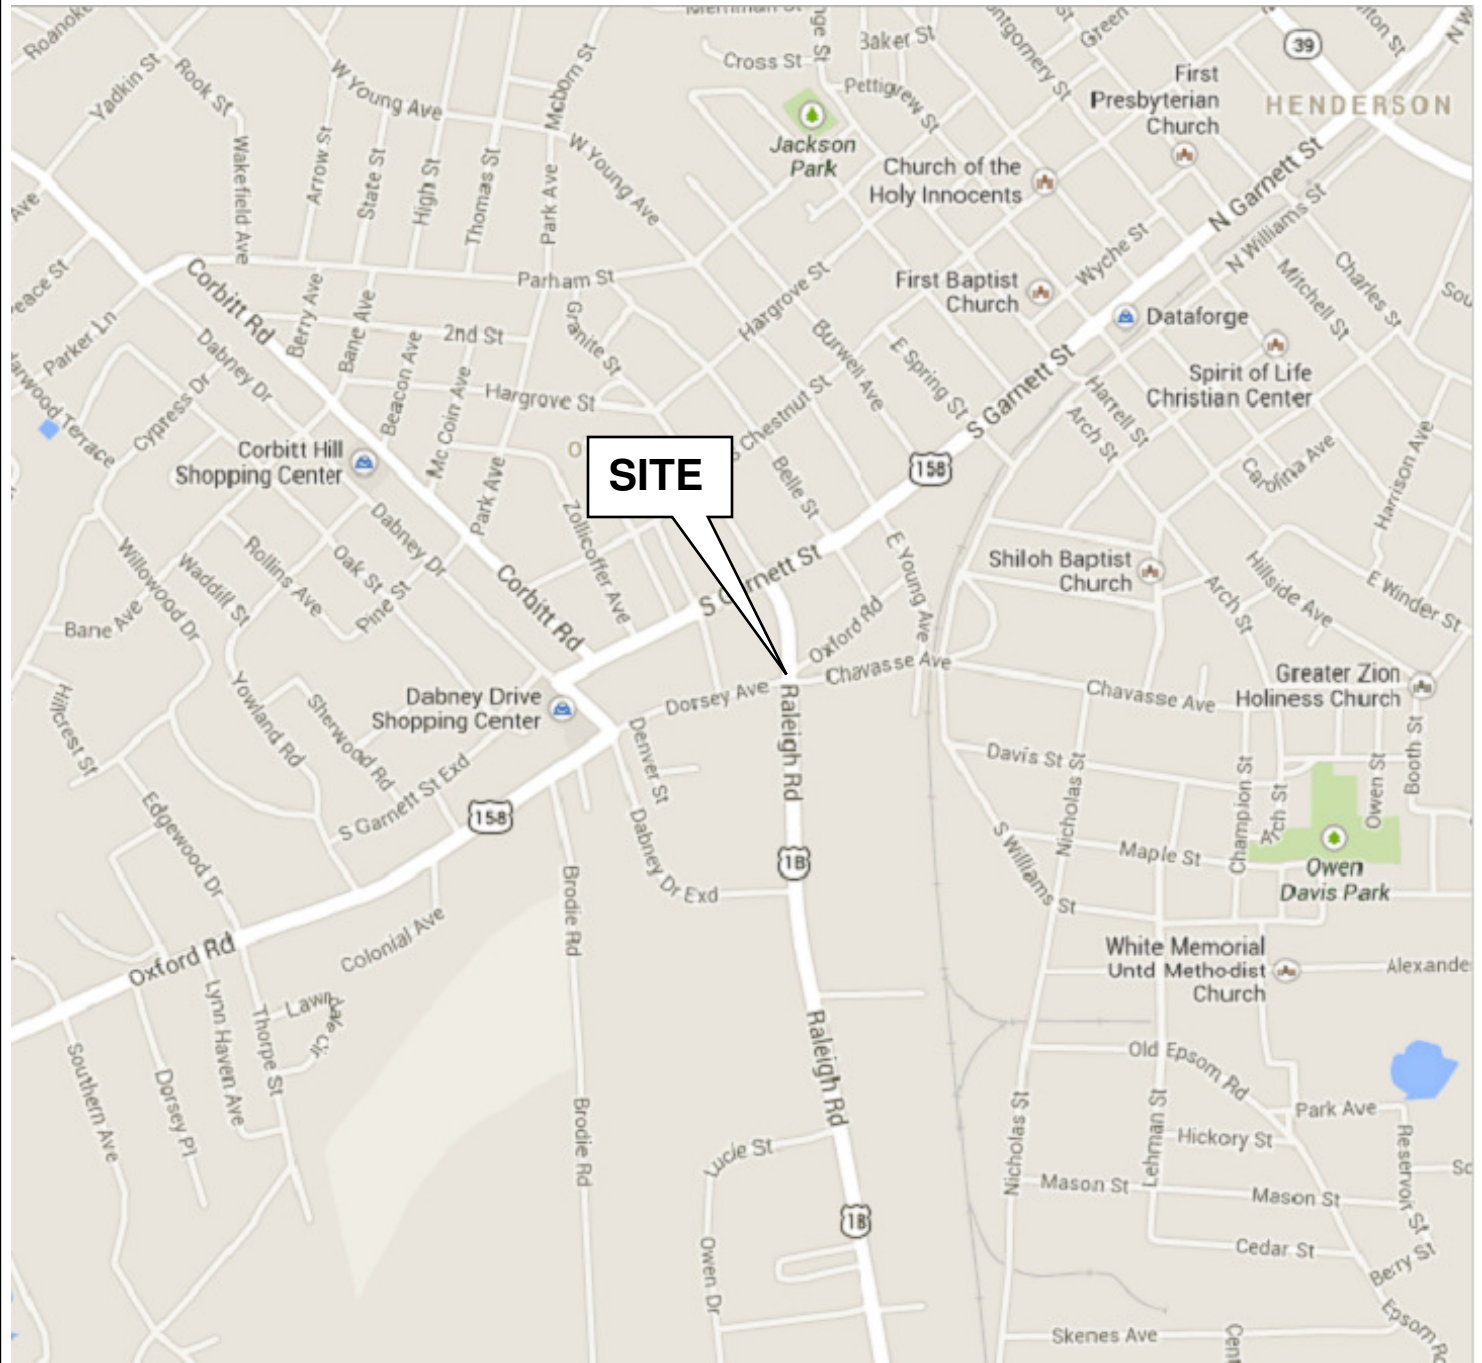 Merriman St
Roanoke
Yadkin St
Rook St
W Young Ave
Mcborn St
Cross St
Baker St
Pettigrew St
Green
39
First
Presbyterian
Church
HENDERSON
Jackson
Park
Church of the
Holy Innocents
N Garnett St
N Williams St
Wakefield Ave
Arrow St
State St
High St
Thomas St
Park Ave
W Young Ave
Ave
Corbitt Rd
Parham St
Hargrove St
First Baptist
Church
Wyche St
Mitchell St
Charles St
Sou
Parker Ln
Dabney Dr
Berry Ave
Bane Ave
2nd St
Granite St
Burwell Ave
E Spring St
Dataforge
Spirit of Life
Christian Center
S Garnett St
Beacon Ave
Mc Coin Ave
Hargrove St
S Chestnut St
Harrell St
Arch St
Cypress Dr
Corbitt Hill
Shopping Center
SITE
158
Belle St
Carolina Ave
Harrison Ave
Park Ave
Zollicoffer Ave
Dabney Dr
Willowood Dr
Waddill St
Rollins Ave
Oak St
Pine St
Bane Ave
Corbitt Rd
S Garnett St
E Young Ave
Oxford Rd
Shiloh Baptist
Church
Arch St
Hillside Ave
E Winder St
Chavasse Ave
Dorsey Ave
Raleigh Rd
Chavasse Ave
Greater Zion
Holiness Church
Hillcrest St
Yowland Rd
Sherwood Rd
Dabney Drive
Shopping Center
Denver St
S Garnett St Exd
158
Davis St
Nicholas St
Champion St
Arch St
Owen St
Booth St
Edgewood Dr
Dabney Dr Exd
1B
S Williams St
Maple St
Arch St
Owen
Davis Park
Brodie Rd
Oxford Rd
Colonial Ave
White Memorial
Untd Methodist
Church
Alexande
Lynn Haven Ave
Thorpe St
Lawndale Cir
Raleigh Rd
Southern Ave
Dorsey Pl
Brodie Rd
Old Epsom Rd
Park Ave
Nicholas St
Lehman St
Hickory St
Reservoir St
Lucie St
Mason St
Mason St
Sc
1B
Owen Dr
Cedar St
Berry St
Epsom R
Skenes Ave
Cent